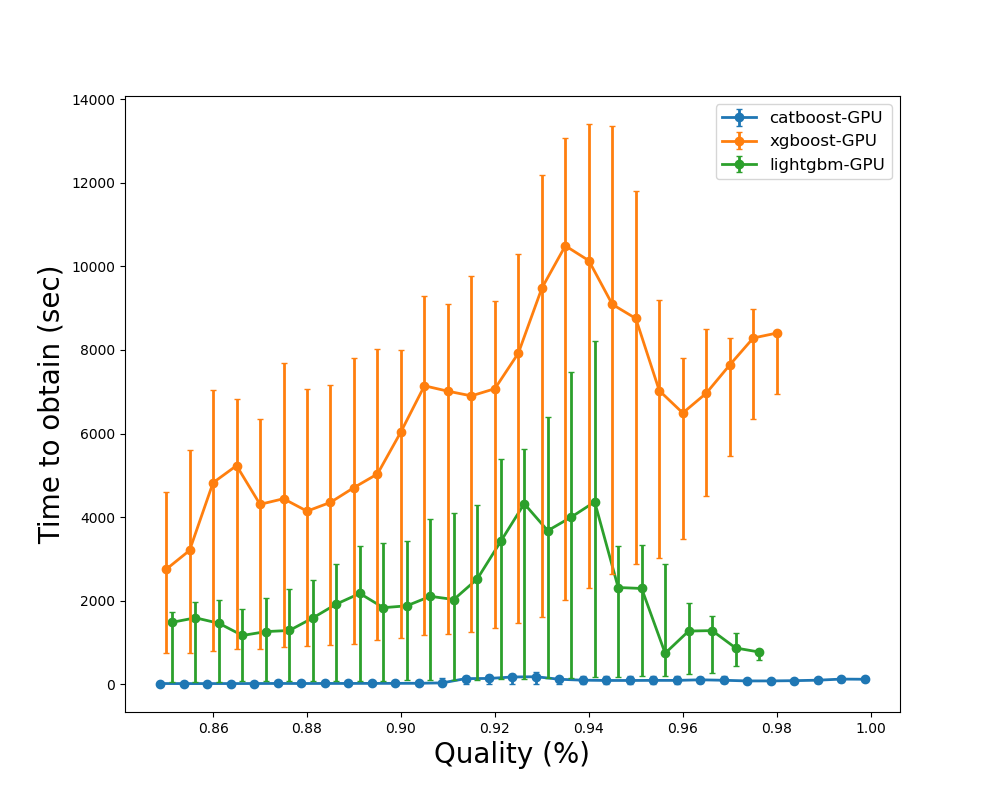 14000
12000
10000
8000
6000
4000
2000
0
Time to obtain (sec)
catboost-GPU
xgboost-GPU
lightgbm-GPU
0.86 0.88 0.90 0.92 0.94 0.96 0.98 1.00
Quality (%)